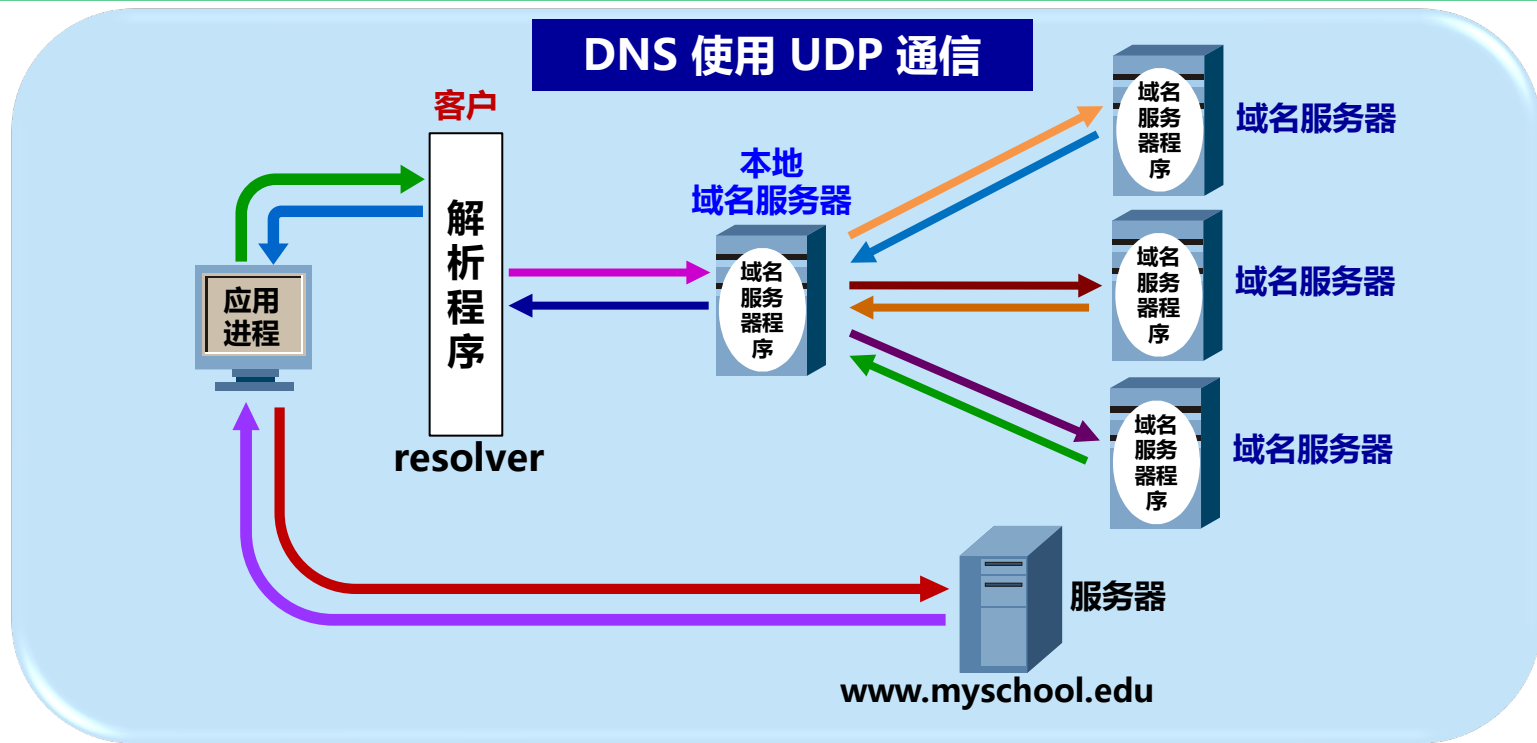 DNS 使用 UDP 通信
客户
解
析
程
序
resolver
应用
进程
本地
域名服务器
域名
服务
器程
序
域名
服务
器程
序
域名服务器
域名
服务
器程
序
域名服务器
域名
服务
器程
序
域名服务器
服务器
www.myschool.edu